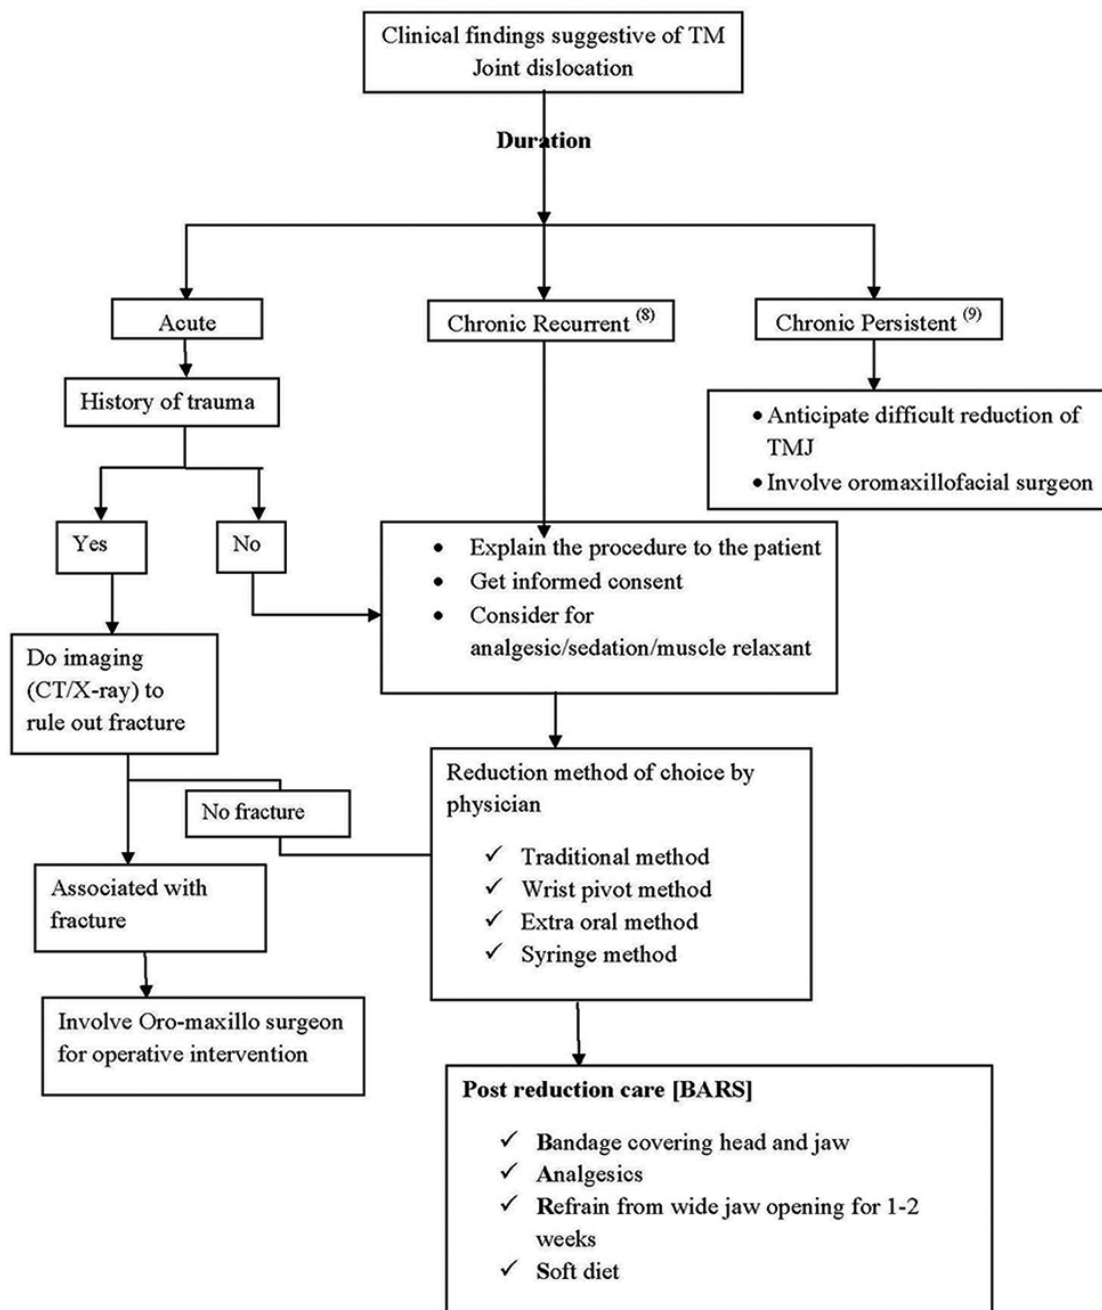 Clinical findings suggestive of TM
Joint dislocation
Duration
Acute
Chronic Recurrent (8)
Chronic Persistent (9)
History of trauma
• Anticipate difficult reduction of
TMJ
• Involve oromaxillofacial surgeon
Yes
No
• Explain the procedure to the patient
• Get informed consent
• Consider for
analgesic/sedation/muscle relaxant
Do imaging
(CT/X-ray) to
rule out fracture
No fracture
Reduction method of choice by
physician
✓ Traditional method
✓ Wrist pivot method
✓ Extra oral method
✓ Syringe method
Associated with
fracture
Involve Oro-maxillo surgeon
for operative intervention
Post reduction care [BARS]
✓ Bandage covering head and jaw
✓ Analgesics
✓ Refrain from wide jaw opening for 1-2
weeks
✓ Soft diet